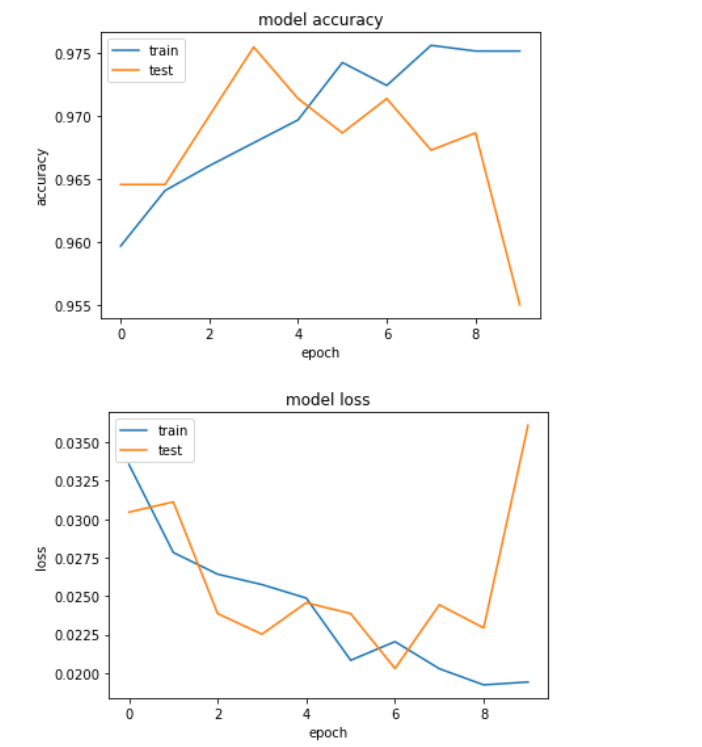 model accuracy
train
test
0.975
0.970
0.965
0.960
0.955
accuracy
0 2 4 6 8
epoch
model loss
train
test
0.0350
0.0325
0.0300
0.0275
0.0250
0.0225
0.0200
loss
0 2 4 6 8
epoch